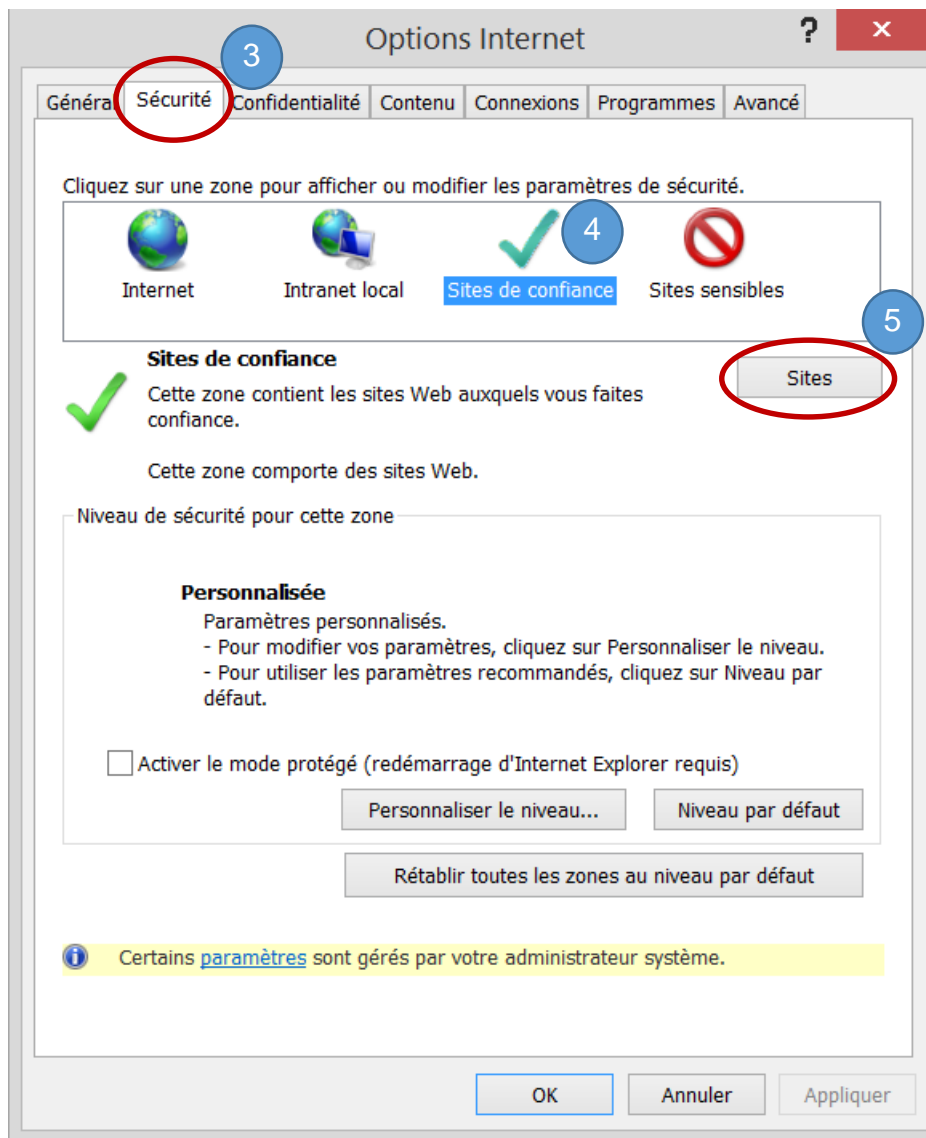 Options Internet
?
x
3
Général
Sécurité
Confidentialité
Contenu
Connexions
Programmes
Avancé
Cliquez sur une zone pour afficher ou modifier les paramètres de sécurité.
4
Internet
Intranet local
Sites de confiance
Sites sensibles
5
Sites de confiance
Sites
Cette zone contient les sites Web auxquels vous faites
confiance.
Cette zone comporte des sites Web.
Niveau de sécurité pour cette zone
Personnalisée
Paramètres personnalisés.
- Pour modifier vos paramètres, cliquez sur Personnaliser le niveau.
- Pour utiliser les paramètres recommandés, cliquez sur Niveau par
défaut.
Activer le mode protégé (redémarrage d'Internet Explorer requis)
Personnaliser le niveau...
Niveau par défaut
Rétablir toutes les zones au niveau par défaut
Certains paramètres sont gérés par votre administrateur système.
OK
Annuler
Appliquer